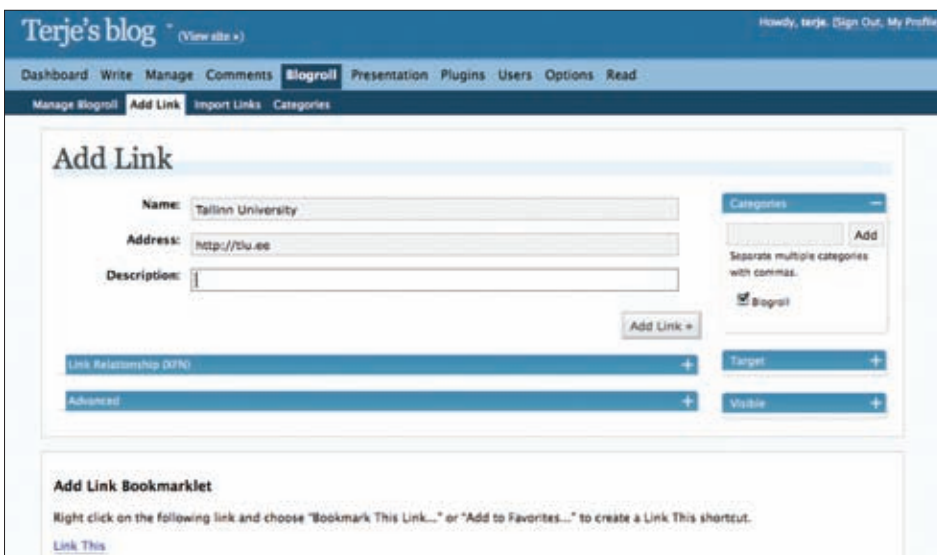 Terje's blog (View site »)
Howdy, terje. [Sign Out, My Profile
Dashboard Write Manage Comments Blogroll Presentation Plugins Users Options Read
Manage Blogroll Add Link Import Links Categories
Add Link
Name: Tallinn University
Address: http://tlu.ee
Description:
Add Link »
Categories
Add
Separate multiple categories
with commas.
Blogroll
Link Relationship (XFN)
Target
Advanced
Visible
Add Link Bookmarklet
Right click on the following link and choose "Bookmark This Link..." or "Add to Favorites..." to create a Link This shortcut.
Link This